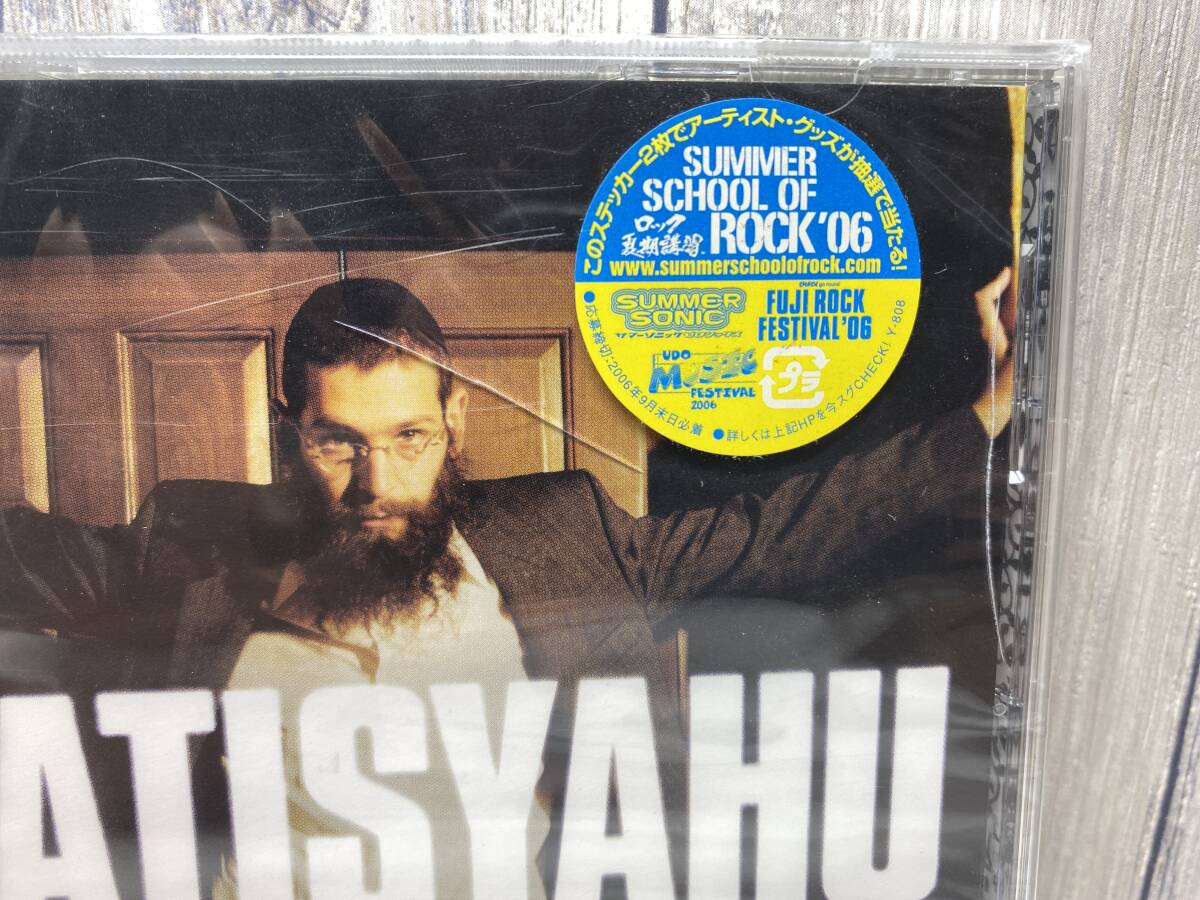 このステッカー2枚でアーティスト・グッズが抽選で当たる!
SUMMER
SCHOOL OF
ロック
夏期講習
ROCK'06
www.summerschoolofrock.com
SUMMER
SONIC
FUJI ROCK
FESTIVAL'06
UDO
MUSIC
FESTIVAL
2006
プラ
●応募締切:2006年9月末日必着 ●詳しくは上記HPを今スグCHECK! Y.808
ATISYAHU